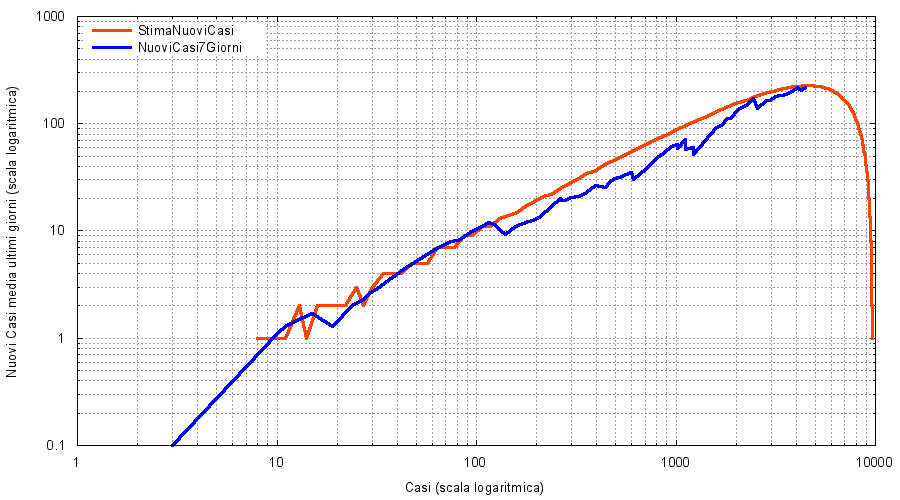 1000
StimaNuoviCasi
NuoviCasi7Giorni
100
10
1
0.1
Nuovi Casi media ultimi giorni (scala logaritmica)
1 10 100 1000 10000
Casi (scala logaritmica)